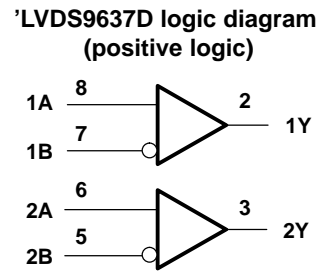 'LVDS9637D logic diagram
(positive logic)
1A 8
2 1Y
1B 7
2A 6
3 2Y
2B 5